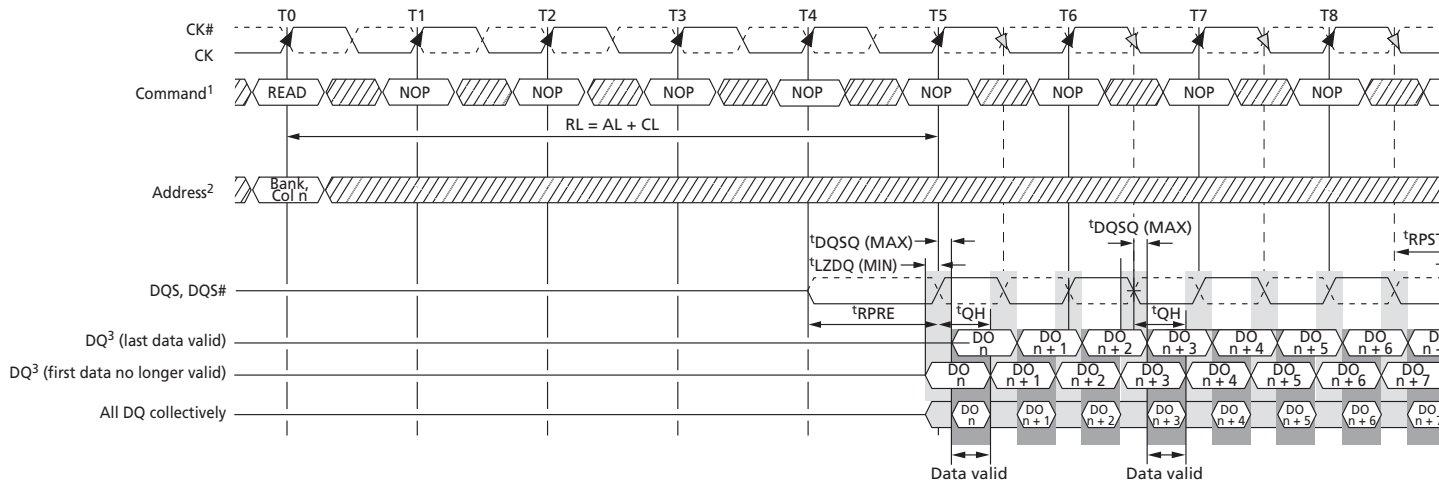 T0 T1 T2 T3 T4 T5 T6 T7 T8
CK#
CK
Command1 READ NOP NOP NOP NOP NOP NOP NOP NOP
RL = AL + CL
Address2 Bank, Col n
tDQSQ (MAX) tDQSQ (MAX) tRPST
tLZDQ (MIN)
DQS, DQS#
tRPRE tQH tQH
DQ3 (last data valid) DO n DO n + 1 DO n + 2 DO n + 3 DO n + 4 DO n + 5 DO n + 6
DQ3 (first data no longer valid) DO n DO n + 1 DO n + 2 DO n + 3 DO n + 4 DO n + 5 DO n + 6 DO n + 7
All DQ collectively DO n DO n + 1 DO n + 2 DO n + 3 DO n + 4 DO n + 5 DO n + 6 DO n + 7
Data valid Data valid